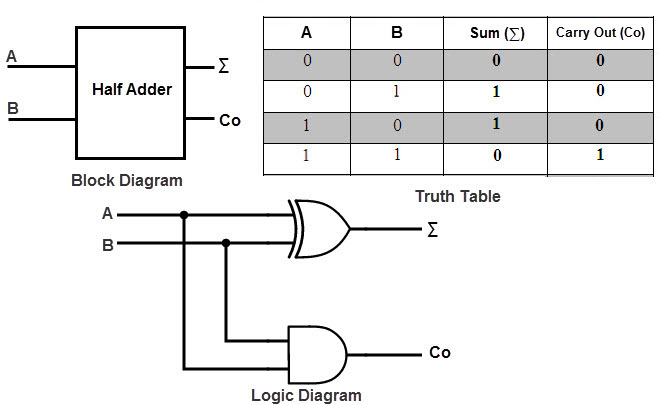 A
B
Half Adder
Σ
Co
Block Diagram
A B Sum (∑) Carry Out (Co)
0 0 0 0
0 1 1 0
1 0 1 0
1 1 0 1
Truth Table
A
B
Σ
Co
Logic Diagram